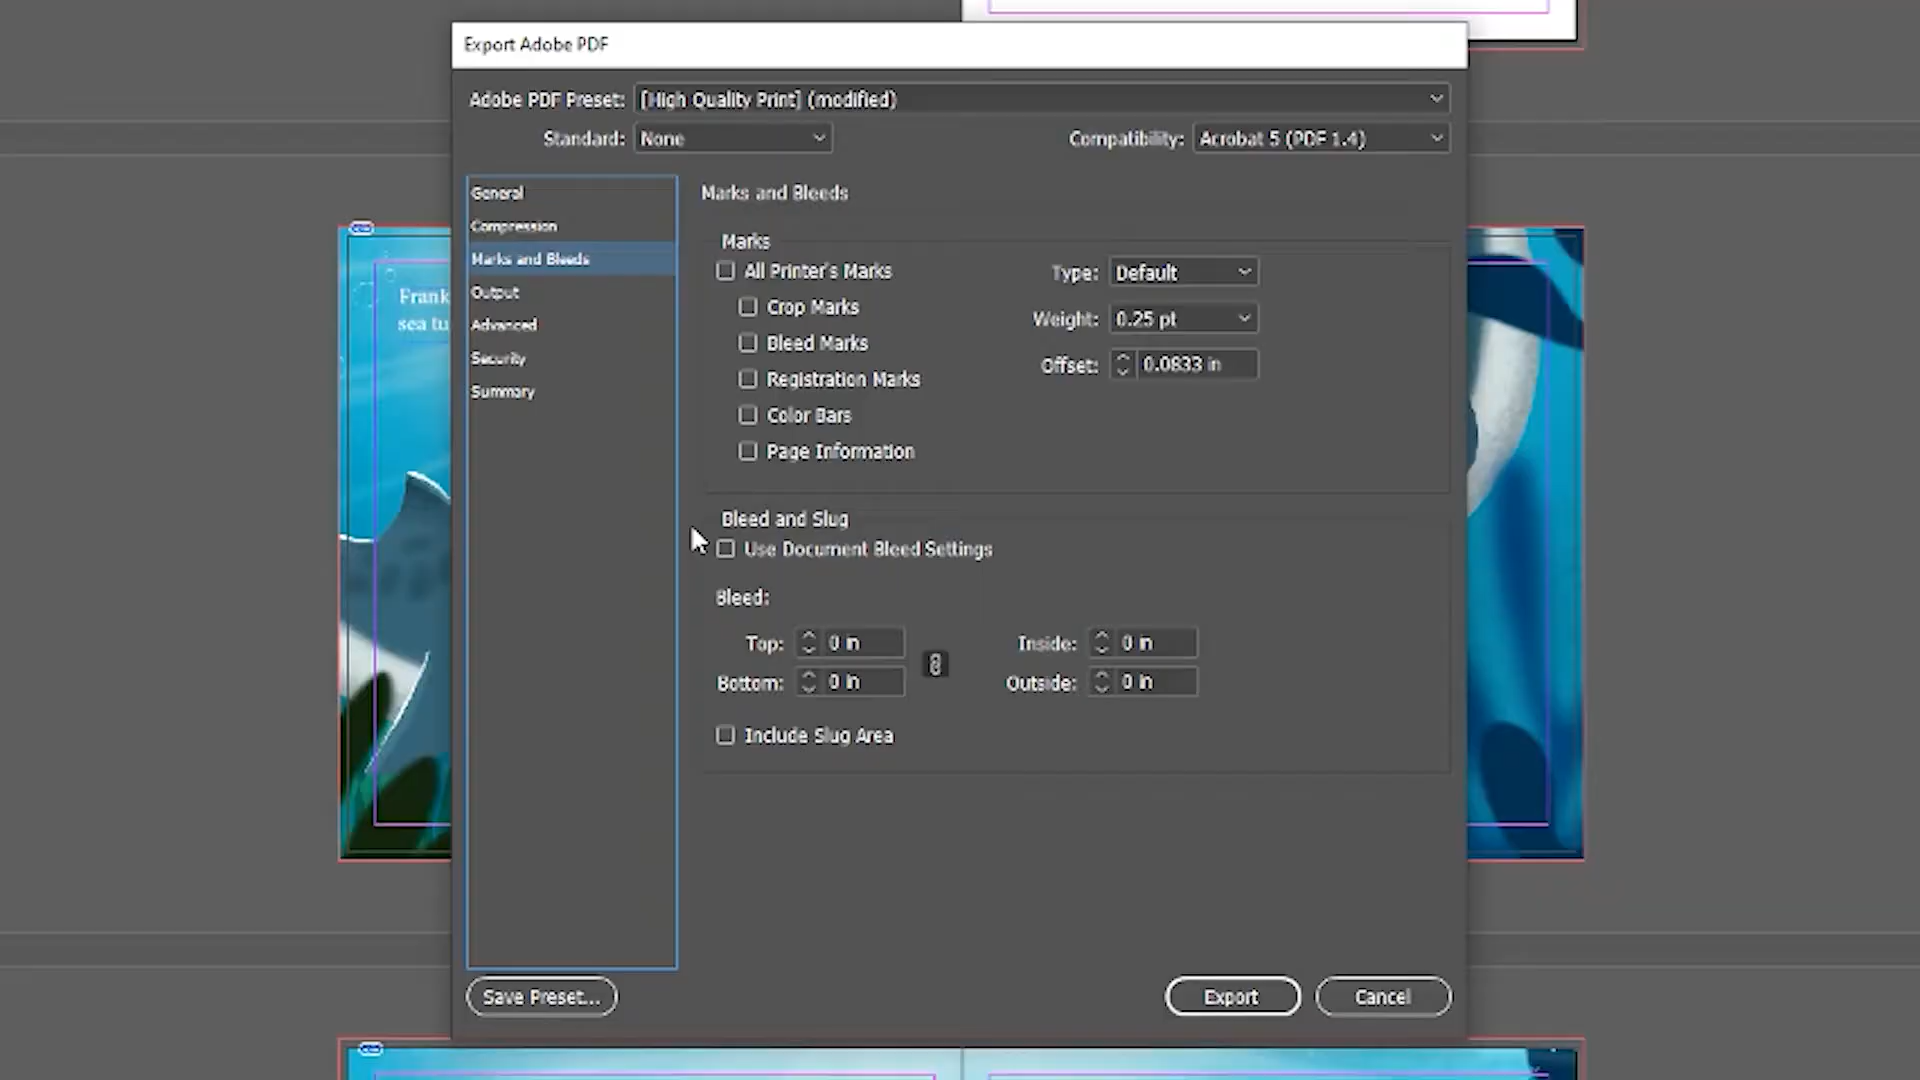 Export Adobe PDF
Adobe PDF Preset: [High Quality Print] (modified)
Standard: None Compatibility: Acrobat 5 (PDF 1.4)
General
Compression
Marks and Bleeds
Output
Advanced
Security
Summary
Marks and Bleeds
Marks
All Printer's Marks
Crop Marks
Bleed Marks
Registration Marks
Color Bars
Page Information
Type: Default
Weight: 0.25 pt
Offset: 0.0833 in
Bleed and Slug
Use Document Bleed Settings
Bleed:
Top: 0 in Inside: 0 in
Bottom: 0 in Outside: 0 in
Include Slug Area
Save Preset... Export Cancel
Frank
sea tu